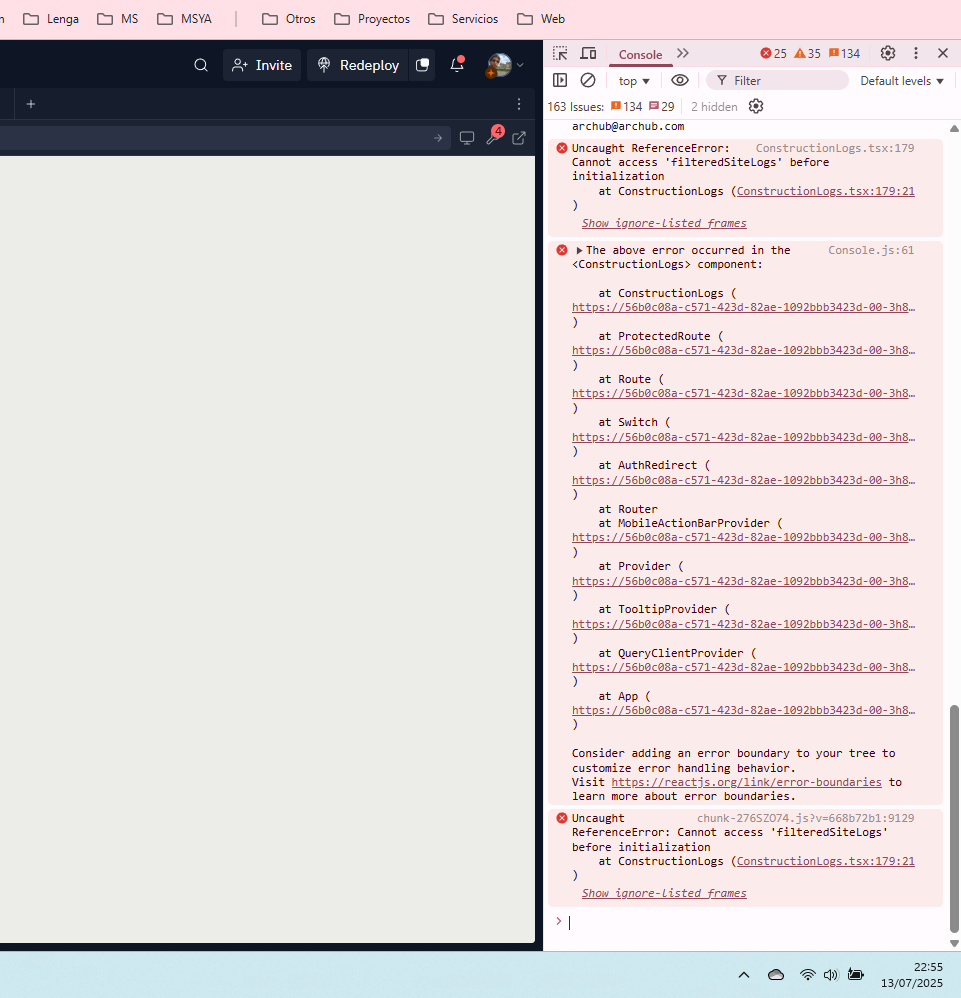 Lenga
MS
MSYA
Otros
Proyectos
Servicios
Web
Invite
Redeploy
Console
25
35
134
top
Filter
Default levels
163 Issues: 134 29 2 hidden
4
archub@archub.com
Uncaught ReferenceError: ConstructionLogs.tsx:179
Cannot access 'filteredSiteLogs' before
initialization
at ConstructionLogs (ConstructionLogs.tsx:179:21
)
Show ignore-listed frames
The above error occurred in the Console.js:61
<ConstructionLogs> component:
at ConstructionLogs (
https://56b0c08a-c571-423d-82ae-1092bbb3423d-00-3h8…
)
at ProtectedRoute (
https://56b0c08a-c571-423d-82ae-1092bbb3423d-00-3h8…
)
at Route (
https://56b0c08a-c571-423d-82ae-1092bbb3423d-00-3h8…
)
at Switch (
https://56b0c08a-c571-423d-82ae-1092bbb3423d-00-3h8…
)
at AuthRedirect (
https://56b0c08a-c571-423d-82ae-1092bbb3423d-00-3h8…
)
at Router
at MobileActionBarProvider (
https://56b0c08a-c571-423d-82ae-1092bbb3423d-00-3h8…
)
at Provider (
https://56b0c08a-c571-423d-82ae-1092bbb3423d-00-3h8…
)
at TooltipProvider (
https://56b0c08a-c571-423d-82ae-1092bbb3423d-00-3h8…
)
at QueryClientProvider (
https://56b0c08a-c571-423d-82ae-1092bbb3423d-00-3h8…
)
at App (
https://56b0c08a-c571-423d-82ae-1092bbb3423d-00-3h8…
)
Consider adding an error boundary to your tree to
customize error handling behavior.
Visit https://reactjs.org/link/error-boundaries to
learn more about error boundaries.
Uncaught chunk-276SZO74.js?v=668b72b1:9129
ReferenceError: Cannot access 'filteredSiteLogs'
before initialization
at ConstructionLogs (ConstructionLogs.tsx:179:21
)
Show ignore-listed frames
22:55
13/07/2025